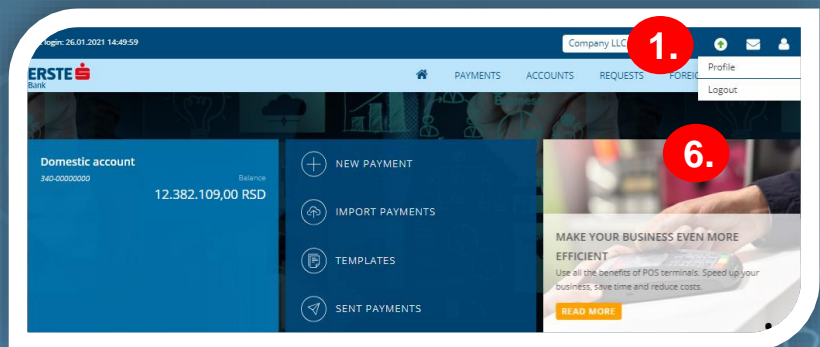 login: 26.01.2021 14:49:59
Company LLC
1.
ERSTE
Bank
PAYMENTS
ACCOUNTS
REQUESTS
Profile
Logout
6.
Domestic account
340-00000000
Balance
12.382.109,00 RSD
NEW PAYMENT
IMPORT PAYMENTS
TEMPLATES
SENT PAYMENTS
MAKE YOUR BUSINESS EVEN MORE
EFFICIENT
Use all the benefits of POS terminals. Speed up your
business, save time and reduce costs.
READ MORE